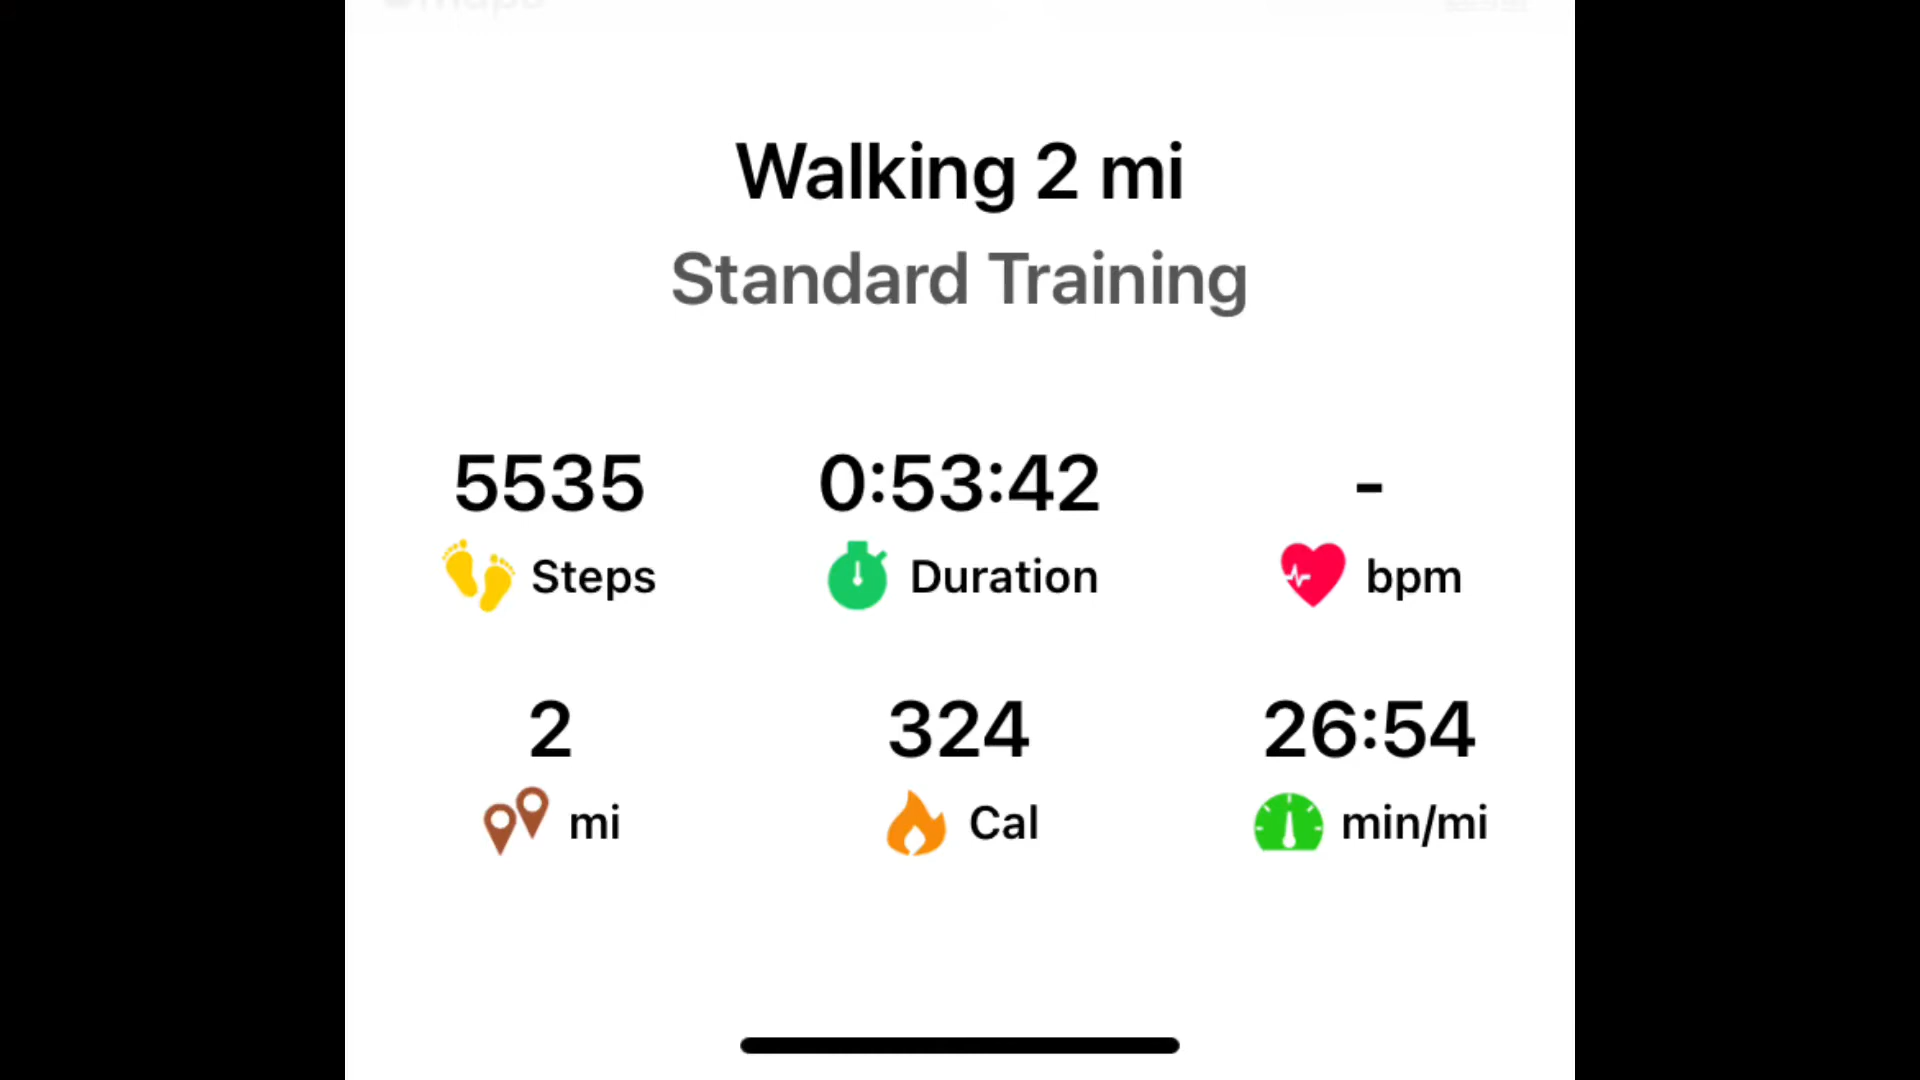 Walking 2 mi
Standard Training
5535 0:53:42 -
Steps Duration bpm
2 324 26:54
mi Cal min/mi